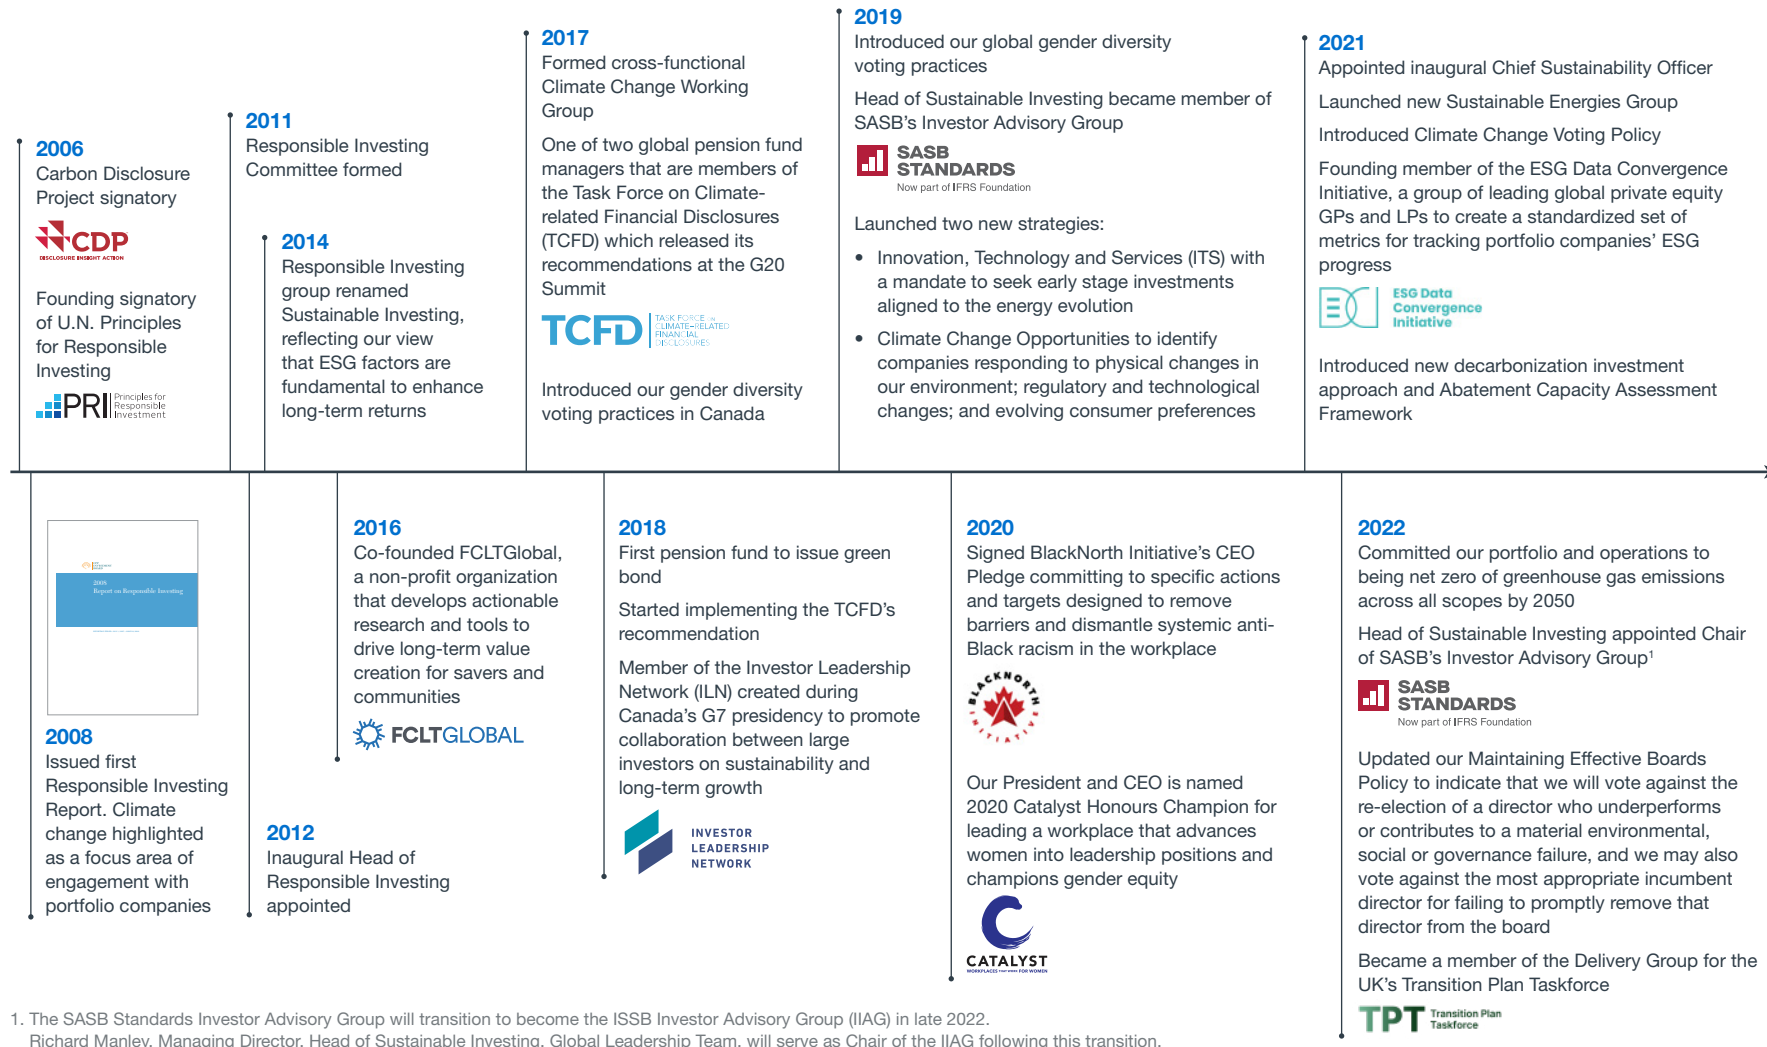 2006
Carbon Disclosure
Project signatory
CDP
DISCLOSURE INSIGHT ACTION
Founding signatory
of U.N. Principles
for Responsible
Investing
PRI Principles for
Responsible
Investment
2011
Responsible Investing
Committee formed
2014
Responsible Investing
group renamed
Sustainable Investing,
reflecting our view
that ESG factors are
fundamental to enhance
long-term returns
2017
Formed cross-functional
Climate Change Working
Group
One of two global pension fund
managers that are members of
the Task Force on Climate-
related Financial Disclosures
(TCFD) which released its
recommendations at the G20
Summit
TCFD TASK FORCE ON
CLIMATE-RELATED
FINANCIAL
DISCLOSURES
Introduced our gender diversity
voting practices in Canada
2019
Introduced our global gender diversity
voting practices
Head of Sustainable Investing became member of
SASB’s Investor Advisory Group
SASB
STANDARDS
Now part of IFRS Foundation
Launched two new strategies:
• Innovation, Technology and Services (ITS) with
a mandate to seek early stage investments
aligned to the energy evolution
• Climate Change Opportunities to identify
companies responding to physical changes in
our environment; regulatory and technological
changes; and evolving consumer preferences
2021
Appointed inaugural Chief Sustainability Officer
Launched new Sustainable Energies Group
Introduced Climate Change Voting Policy
Founding member of the ESG Data Convergence
Initiative, a group of leading global private equity
GPs and LPs to create a standardized set of
metrics for tracking portfolio companies’ ESG
progress
ESG Data
Convergence
Initiative
Introduced new decarbonization investment
approach and Abatement Capacity Assessment
Framework
2008
Report on Responsible Investing
2008
Issued first
Responsible Investing
Report. Climate
change highlighted
as a focus area of
engagement with
portfolio companies
2012
Inaugural Head of
Responsible Investing
appointed
2016
Co-founded FCLTGlobal,
a non-profit organization
that develops actionable
research and tools to
drive long-term value
creation for savers and
communities
FCLTGLOBAL
2018
First pension fund to issue green
bond
Started implementing the TCFD’s
recommendation
Member of the Investor Leadership
Network (ILN) created during
Canada’s G7 presidency to promote
collaboration between large
investors on sustainability and
long-term growth
INVESTOR
LEADERSHIP
NETWORK
2020
Signed BlackNorth Initiative’s CEO
Pledge committing to specific actions
and targets designed to remove
barriers and dismantle systemic anti-
Black racism in the workplace
BLACKNORTH
INITIATIVE
Our President and CEO is named
2020 Catalyst Honours Champion for
leading a workplace that advances
women into leadership positions and
champions gender equity
CATALYST
WORKPLACES THAT WORK FOR WOMEN
2022
Committed our portfolio and operations to
being net zero of greenhouse gas emissions
across all scopes by 2050
Head of Sustainable Investing appointed Chair
of SASB’s Investor Advisory Group1
SASB
STANDARDS
Now part of IFRS Foundation
Updated our Maintaining Effective Boards
Policy to indicate that we will vote against the
re-election of a director who underperforms
or contributes to a material environmental,
social or governance failure, and we may also
vote against the most appropriate incumbent
director for failing to promptly remove that
director from the board
Became a member of the Delivery Group for the
UK’s Transition Plan Taskforce
TPT Transition Plan
Taskforce
1. The SASB Standards Investor Advisory Group will transition to become the ISSB Investor Advisory Group (IIAG) in late 2022.
Richard Manley, Managing Director, Head of Sustainable Investing, Global Leadership Team, will serve as Chair of the IIAG following this transition.